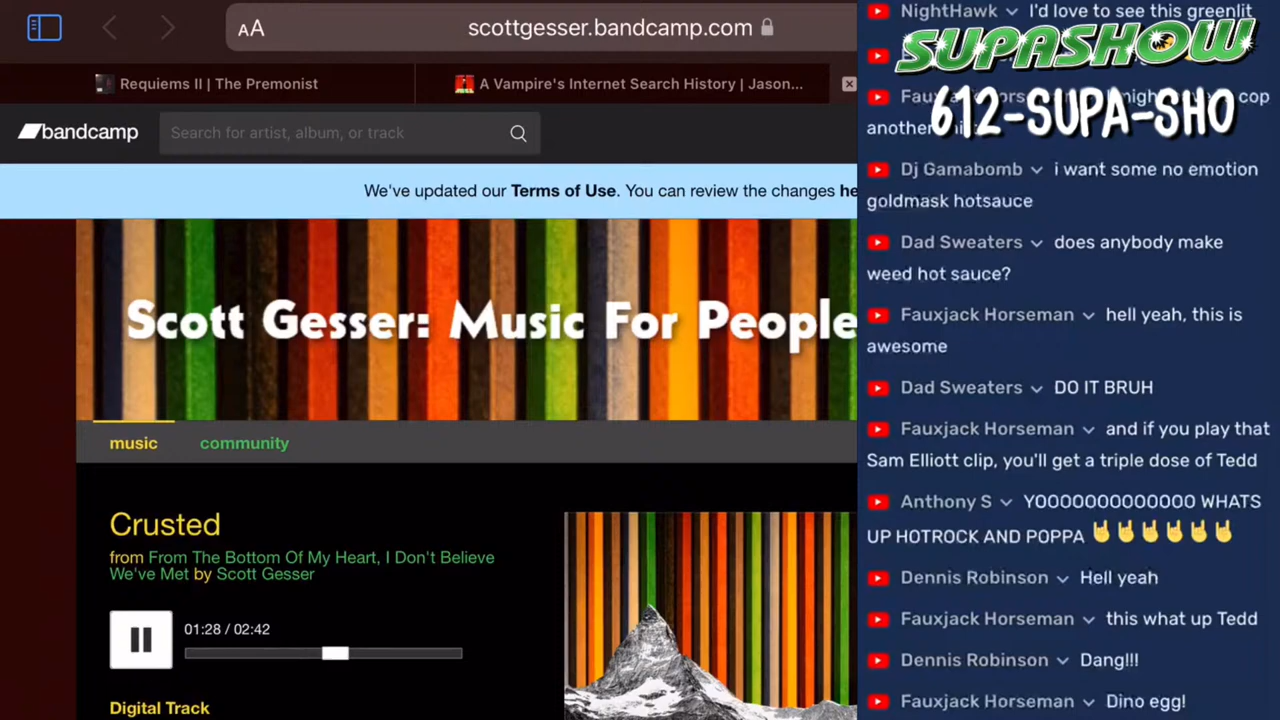 AA
scottgesser.bandcamp.com
Requiems II | The Premonist
A Vampire's Internet Search History | Jason...
bandcamp
Search for artist, album, or track
We've updated our Terms of Use. You can review the changes he
Scott Gesser: Music For People
music
community
Crusted
from From The Bottom Of My Heart, I Don't Believe
We've Met by Scott Gesser
01:28 / 02:42
Digital Track
NightHawk I'd love to see this greenlit
SUPASHOW
612-SUPA-SHO
cop
another
Dj Gamabomb i want some no emotion
goldmask hotsauce
Dad Sweaters does anybody make
weed hot sauce?
Fauxjack Horseman hell yeah, this is
awesome
Dad Sweaters DO IT BRUH
Fauxjack Horseman and if you play that
Sam Elliott clip, you'll get a triple dose of Tedd
Anthony S YOOOOOOOOOOOOO WHATS
UP HOTROCK AND POPPA 🤘🤘🤘🤘🤘🤘
Dennis Robinson Hell yeah
Fauxjack Horseman this what up Tedd
Dennis Robinson Dang!!!
Fauxjack Horseman Dino egg!